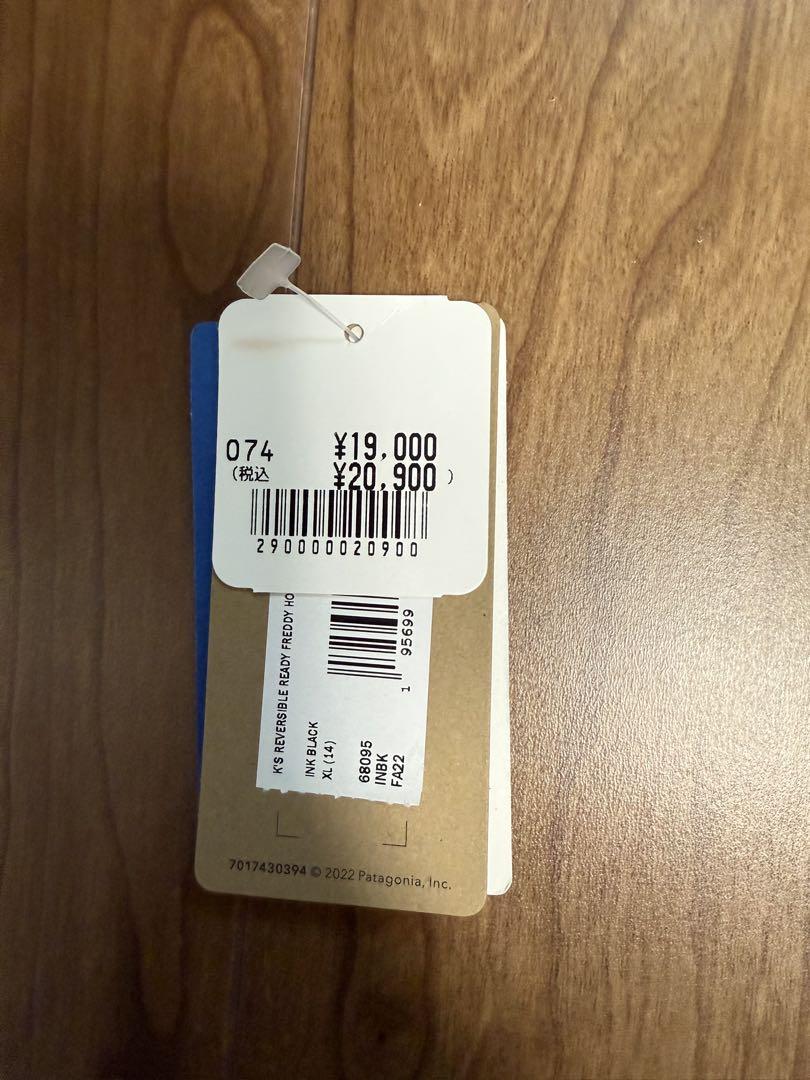 074 ¥19,000
(税込 ¥20,900 )
290000020900
K'S REVERSIBLE READY FREDDY HO
INK BLACK
XL (14)
68095
INBK
FA22
1 95699
7017430394 © 2022 Patagonia, Inc.